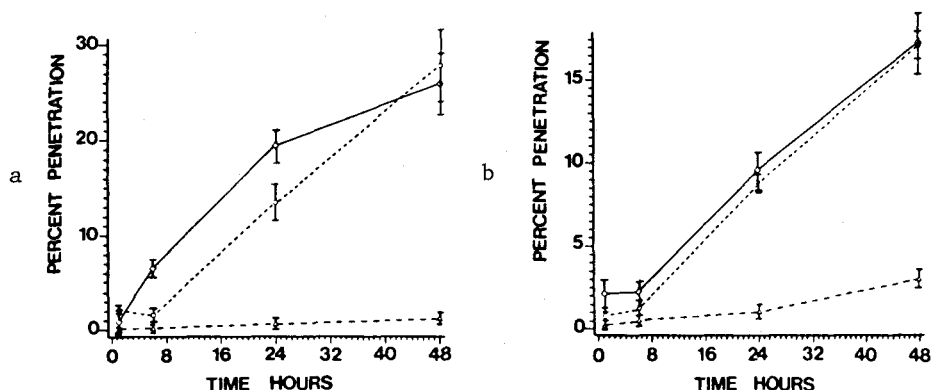 a
PERCENT PENETRATION
30
20
10
0
0 8 16 24 32 40 48
TIME HOURS
b
PERCENT PENETRATION
15
10
5
0
0 8 16 24 32 40 48
TIME HOURS